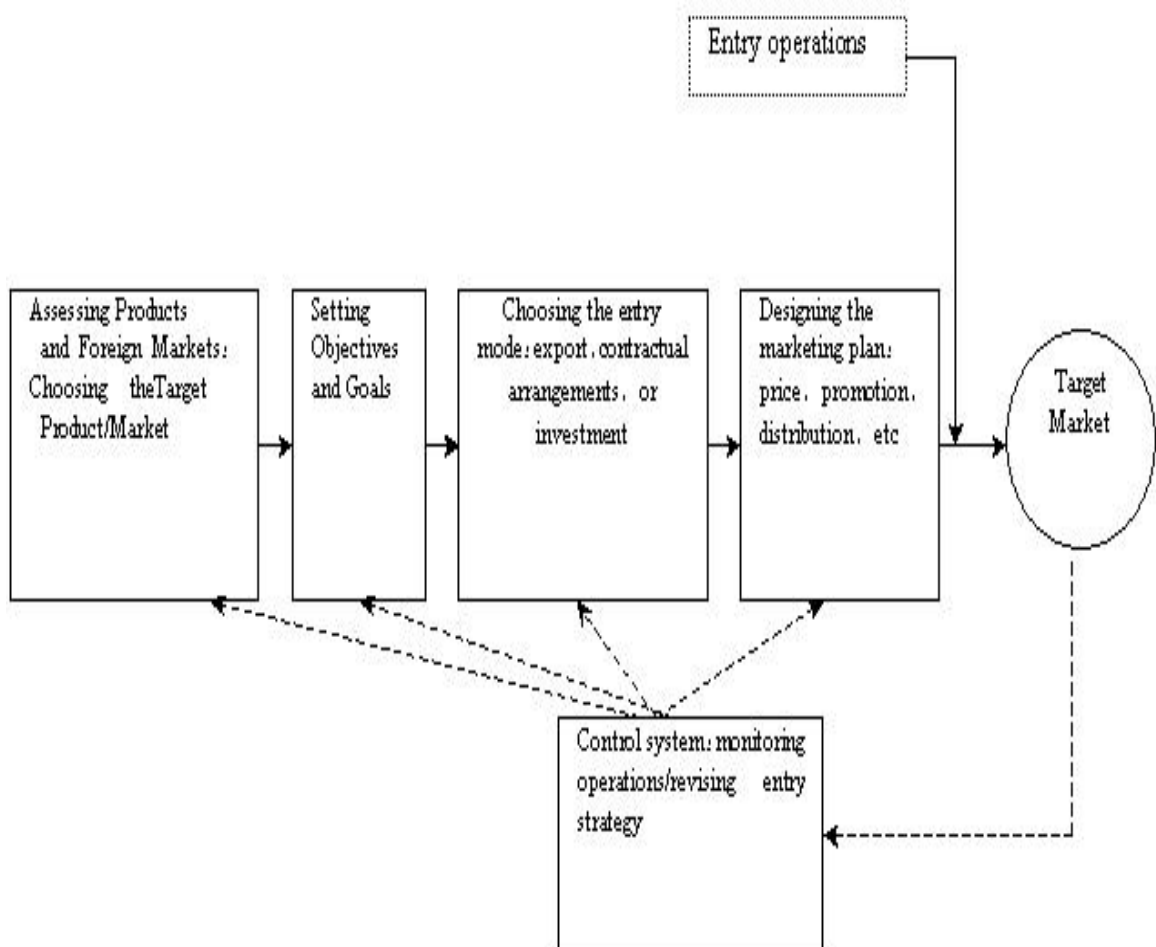 Entry operations
Assessing Products
and Foreign Markets:
Choosing theTarget
Product/Market
Setting
Objectives
and Goals
Choosing the entry
mode: export, contractual
arrangements, or
investment
Designing the
marketing plan:
price, promotion,
distribution, etc
Target
Market
Control system: monitoring
operations/revising entry
strategy